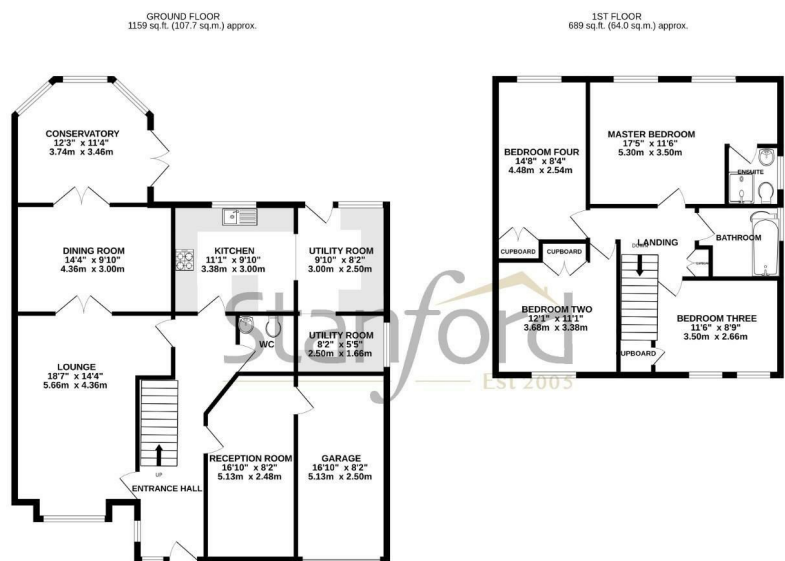 GROUND FLOOR
1159 sq.ft. (107.7 sq.m.) approx.
CONSERVATORY
12'3" x 11'4"
3.74m x 3.46m
DINING ROOM
14'4" x 9'10"
4.36m x 3.00m
KITCHEN
11'1" x 9'10"
3.38m x 3.00m
UTILITY ROOM
9'10" x 8'2"
3.00m x 2.50m
LOUNGE
18'7" x 14'4"
5.66m x 4.36m
WC
UTILITY ROOM
8'2" x 5'5"
2.50m x 1.66m
UP
ENTRANCE HALL
RECEPTION ROOM
16'10" x 8'2"
5.13m x 2.48m
GARAGE
16'10" x 8'2"
5.13m x 2.50m
Stanford
Est 2005
1ST FLOOR
689 sq.ft. (64.0 sq.m.) approx.
BEDROOM FOUR
14'8" x 8'4"
4.48m x 2.54m
MASTER BEDROOM
17'5" x 11'6"
5.30m x 3.50m
ENSUITE
CUPBOARD
CUPBOARD
LANDING
DOWN
BATHROOM
BEDROOM TWO
12'1" x 11'1"
3.68m x 3.38m
BEDROOM THREE
11'6" x 8'9"
3.50m x 2.66m
UPBOARD